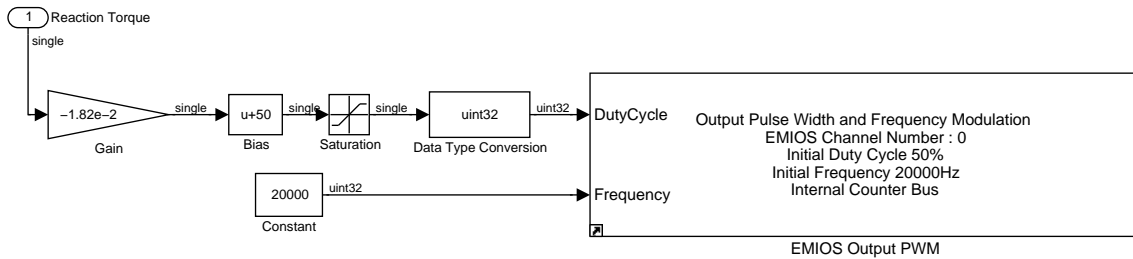 1 Reaction Torque
single
−1.82e−2
Gain
single
u+50
Bias
single
Saturation
single
uint32
Data Type Conversion
uint32
DutyCycle
20000
Constant
uint32
Frequency
Output Pulse Width and Frequency Modulation
EMIOS Channel Number : 0
Initial Duty Cycle 50%
Initial Frequency 20000Hz
Internal Counter Bus
EMIOS Output PWM